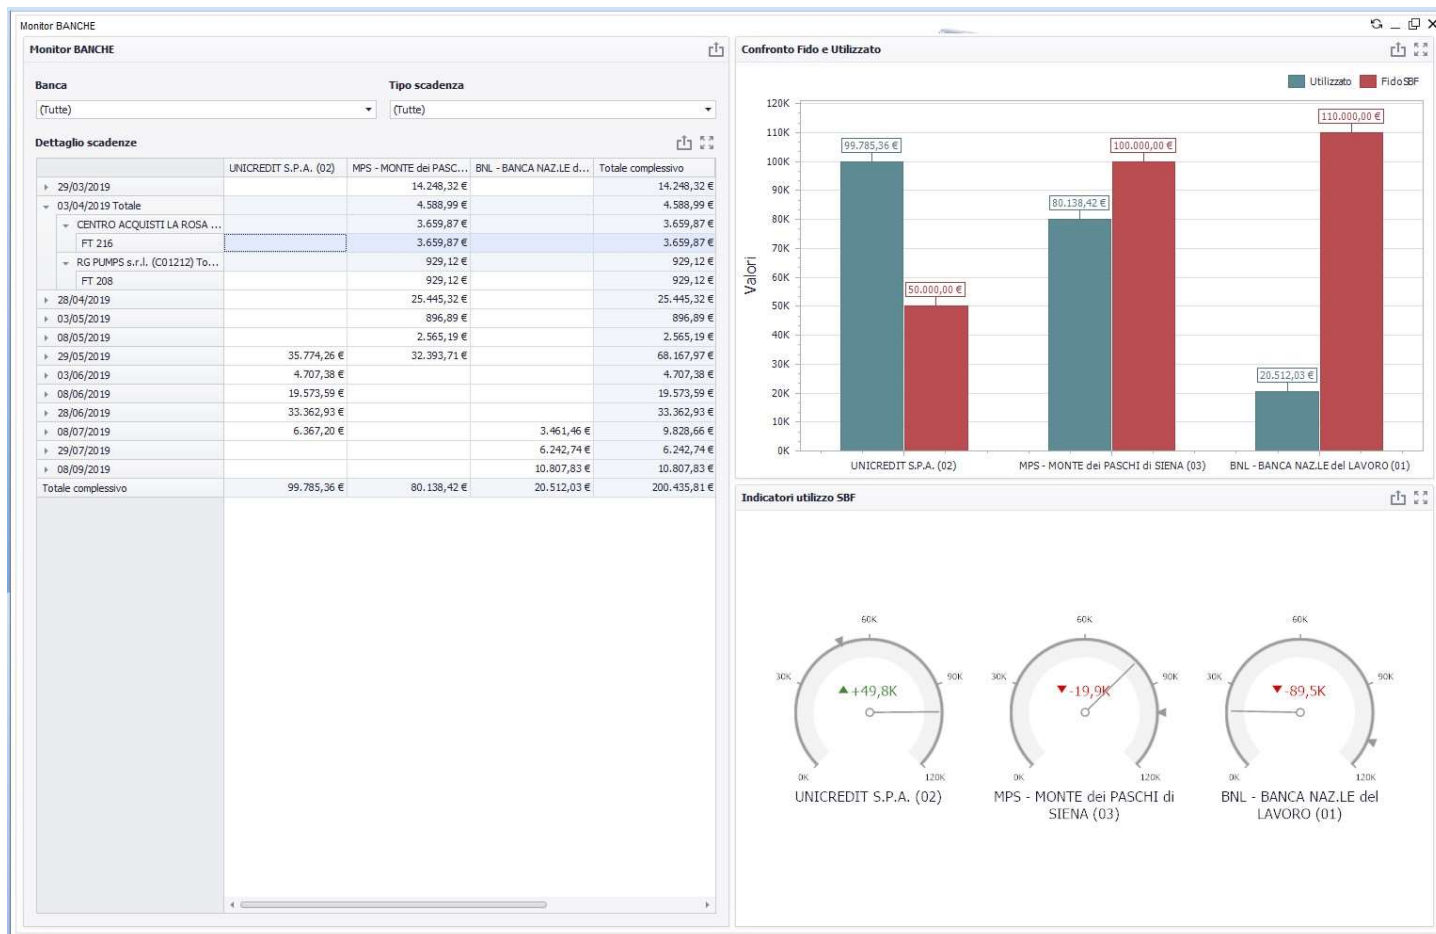 Monitor BANCHE
Monitor BANCHE
Banca
Tipo scadenza
(Tutte)
(Tutte)
Dettaglio scadenze
UNICREDIT S.P.A. (02) MPS - MONTE dei PASC... BNL - BANCA NAZ.LE d... Totale complessivo
29/03/2019 14.248,32 € 14.248,32 €
03/04/2019 Totale 4.588,99 € 4.588,99 €
CENTRO ACQUISTI LA ROSA ... 3.659,87 € 3.659,87 €
FT 216 3.659,87 € 3.659,87 €
RG PUMPS s.r.l. (C01212) To... 929,12 € 929,12 €
FT 208 929,12 € 929,12 €
28/04/2019 25.445,32 € 25.445,32 €
03/05/2019 896,89 € 896,89 €
08/05/2019 2.565,19 € 2.565,19 €
29/05/2019 35.774,26 € 32.393,71 € 68.167,97 €
03/06/2019 4.707,38 € 4.707,38 €
08/06/2019 19.573,59 € 19.573,59 €
28/06/2019 33.362,93 € 33.362,93 €
08/07/2019 6.367,20 € 3.461,46 € 9.828,66 €
29/07/2019 6.242,74 € 6.242,74 €
08/09/2019 10.807,83 € 10.807,83 €
Totale complessivo 99.785,36 € 80.138,42 € 20.512,03 € 200.435,81 €
Confronto Fido e Utilizzato
Utilizzato Fido SBF
Valori
120K
110K
100K
90K
80K
70K
60K
50K
40K
30K
20K
10K
0K
99.785,36 €
50.000,00 €
80.138,42 €
100.000,00 €
20.512,03 €
110.000,00 €
UNICREDIT S.P.A. (02)
MPS - MONTE dei PASCHI di SIENA (03)
BNL - BANCA NAZ.LE del LAVORO (01)
Indicatori utilizzo SBF
0K
30K
60K
90K
120K
+49,8K
UNICREDIT S.P.A. (02)
0K
30K
60K
90K
120K
-19,9K
MPS - MONTE dei PASCHI di
SIENA (03)
0K
30K
60K
90K
120K
-89,5K
BNL - BANCA NAZ.LE del
LAVORO (01)